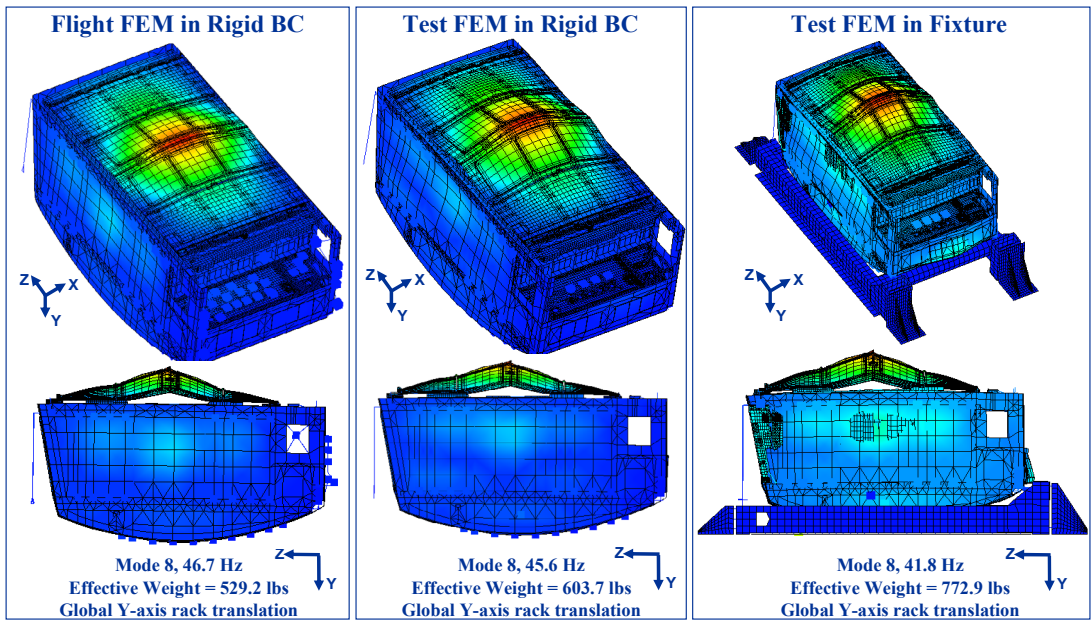 Flight FEM in Rigid BC
Z
X
Y
Z
Y
Mode 8, 46.7 Hz
Effective Weight = 529.2 lbs
Global Y-axis rack translation
Test FEM in Rigid BC
Z
X
Y
Z
Y
Mode 8, 45.6 Hz
Effective Weight = 603.7 lbs
Global Y-axis rack translation
Test FEM in Fixture
Z
X
Y
Z
Y
Mode 8, 41.8 Hz
Effective Weight = 772.9 lbs
Global Y-axis rack translation